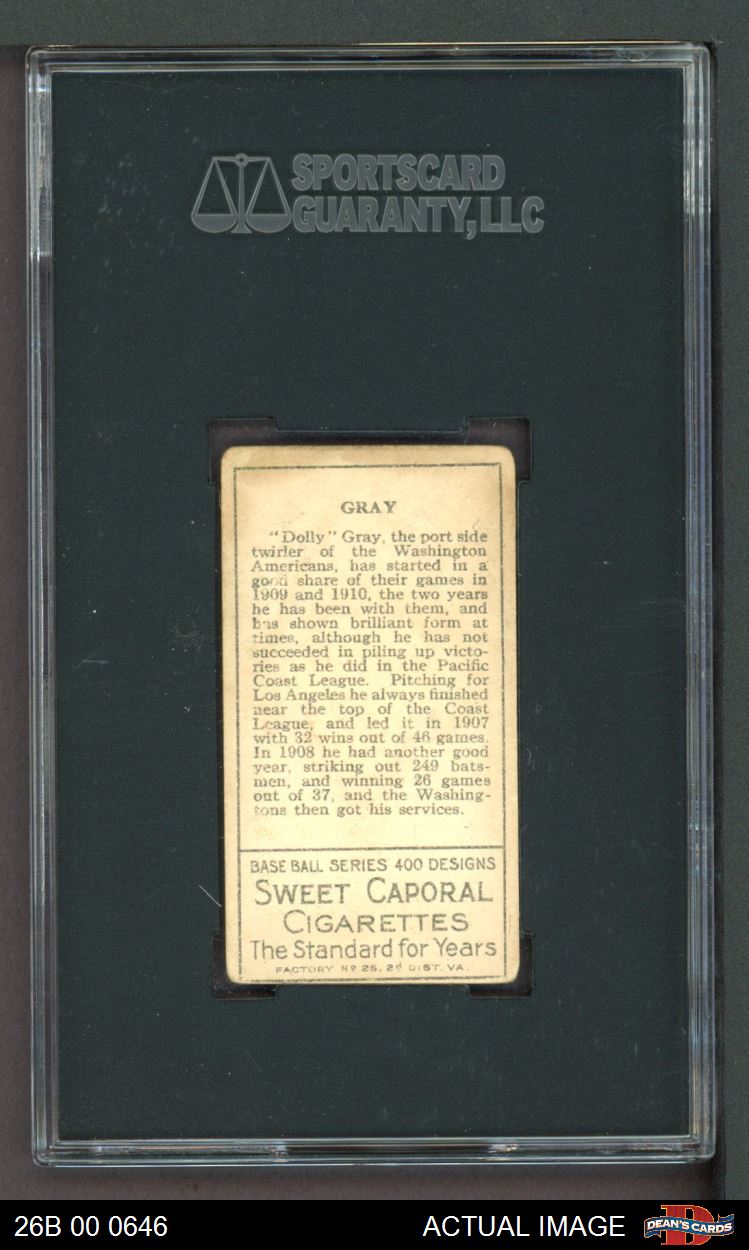 SPORTSCARD
GUARANTY, LLC
GRAY
"Dolly" Gray, the port side
twirler of the Washington
Americans, has started in a
good share of their games in
1909 and 1910, the two years
he has been with them, and
has shown brilliant form at
times, although he has not
succeeded in piling up victo-
ries as he did in the Pacific
Coast League. Pitching for
Los Angeles he always finished
near the top of the Coast
League, and led it in 1907
with 32 wins out of 46 games.
In 1908 he had another good
year, striking out 249 bats-
men, and winning 26 games
out of 37, and the Washing-
tons then got his services.
BASE BALL SERIES 400 DESIGNS
SWEET CAPORAL
CIGARETTES
The Standard for Years
FACTORY Nº 25, 2d DIST. VA.
26B 00 0646
ACTUAL IMAGE
DEAN'S CARDS